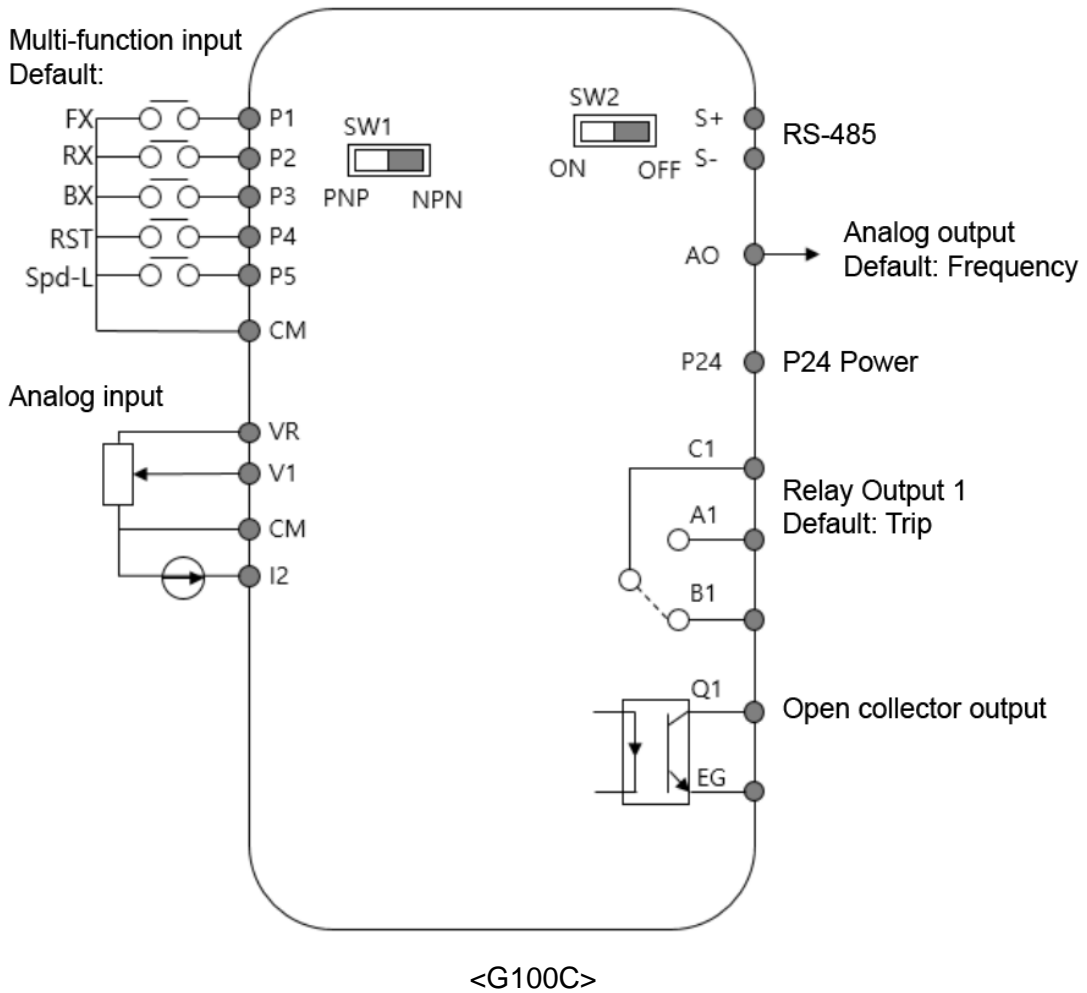 Multi-function input
Default:
FX
P1
RX
P2
BX
P3
RST
P4
Spd-L
P5
CM
SW1
PNP
NPN
SW2
ON
OFF
S+
S-
RS-485
AO
Analog output
Default: Frequency
P24
P24 Power
Analog input
VR
V1
CM
I2
C1
A1
B1
Relay Output 1
Default: Trip
Q1
EG
Open collector output
<G100C>